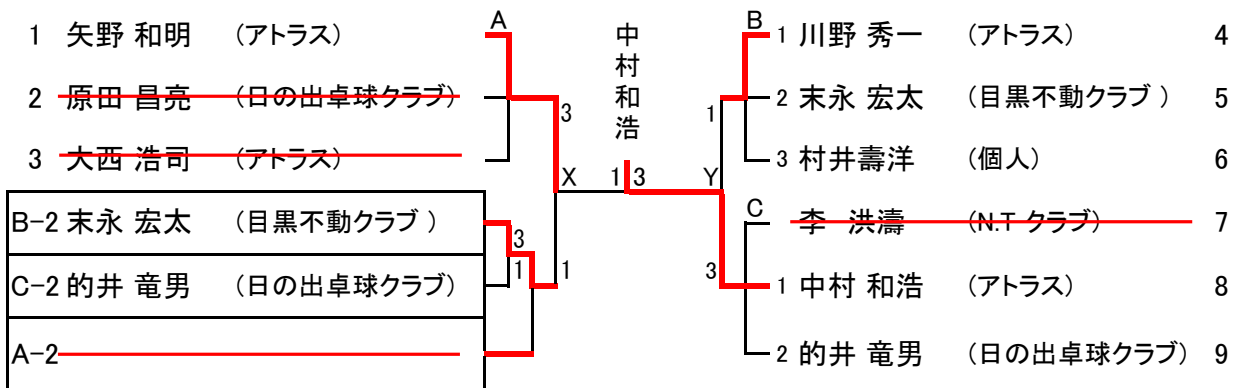 A
B
1 矢野 和明 (アトラス)
中村和浩
1 川野 秀一 (アトラス) 4
2 原田 昌亮 (日の出卓球クラブ)
3
1
2 末永 宏太 (目黒不動クラブ ) 5
3 大西 浩司 (アトラス)
3 村井壽洋 (個人) 6
X 1 3 Y
B-2 末永 宏太 (目黒不動クラブ )
C
李 洪濤 (N.T クラブ) 7
3
1 1
3
C-2 的井 竜男 (日の出卓球クラブ)
1 中村 和浩 (アトラス) 8
A-2
2 的井 竜男 (日の出卓球クラブ) 9